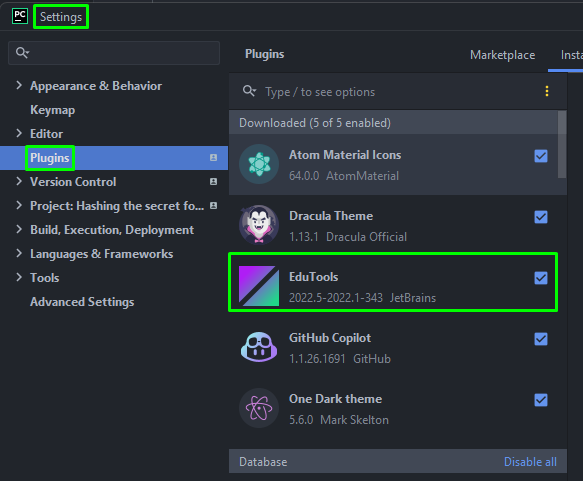 PC
Settings
Plugins
Marketplace
Insta
Appearance & Behavior
Keymap
Editor
Plugins
Version Control
Project: Hashing the secret fo...
Build, Execution, Deployment
Languages & Frameworks
Tools
Advanced Settings
Type / to see options
Downloaded (5 of 5 enabled)
Atom Material Icons
64.0.0 AtomMaterial
Dracula Theme
1.13.1 Dracula Official
EduTools
2022.5-2022.1-343 JetBrains
GitHub Copilot
1.1.26.1691 GitHub
One Dark theme
5.6.0 Mark Skelton
Database
Disable all